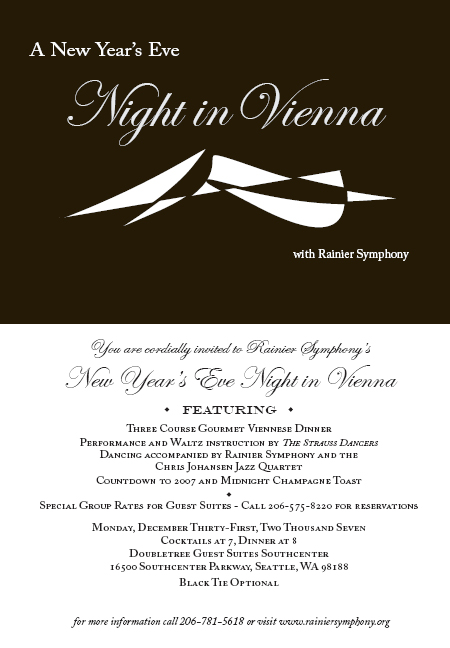 A New Year's Eve
Night in Vienna
with Rainier Symphony
You are cordially invited to Rainier Symphony's
New Year's Eve Night in Vienna
FEATURING
Three Course Gourmet Viennese Dinner
Performance and Waltz instruction by The Strauss Dancers
Dancing accompanied by Rainier Symphony and the
Chris Johansen Jazz Quartet
Countdown to 2007 and Midnight Champagne Toast
Special Group Rates for Guest Suites - Call 206-575-8220 for reservations
Monday, December Thirty-First, Two Thousand Seven
Cocktails at 7, Dinner at 8
Doubletree Guest Suites Southcenter
16500 Southcenter Parkway, Seattle, WA 98188
Black Tie Optional
for more information call 206-781-5618 or visit www.rainiersymphony.org